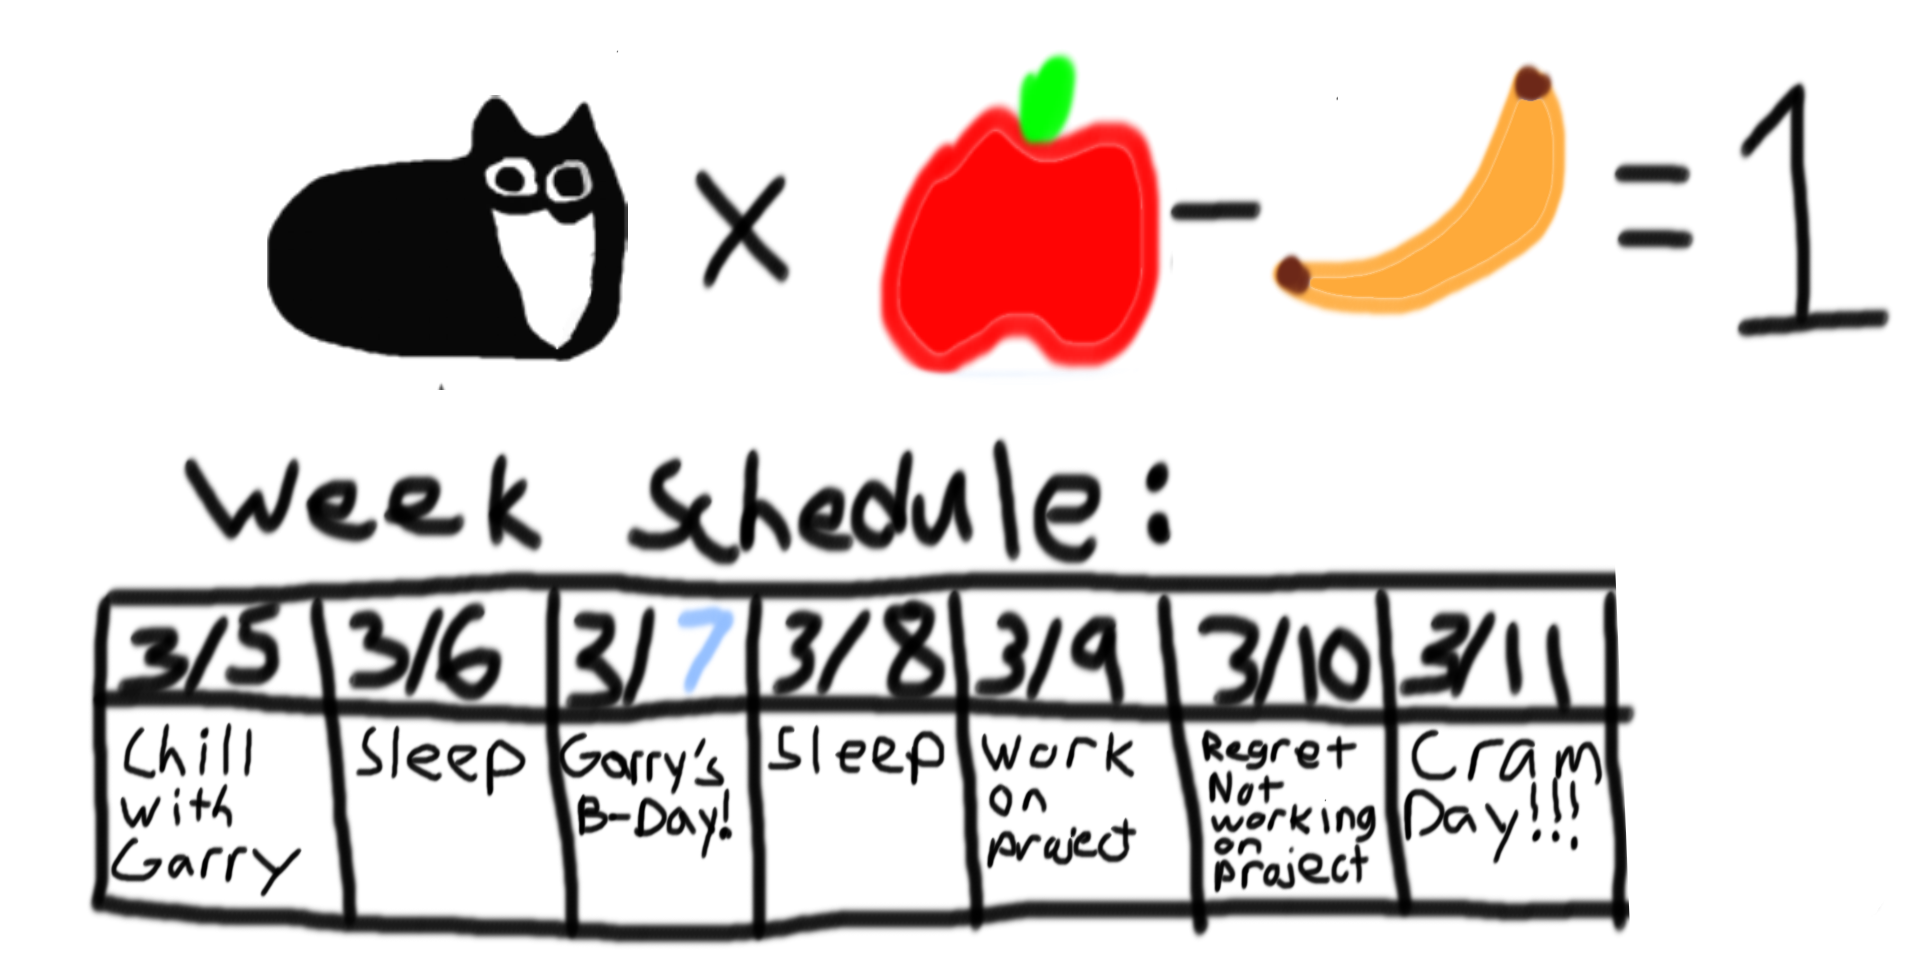 x - = 1
Week Schedule:
3/5 3/6 3/7 3/8 3/9 3/10 3/11
Chill
with
Garry
Sleep
Garry's
B-Day!
Sleep
Work
on
project
Regret
Not
working
on
project
Cram
Day!!!